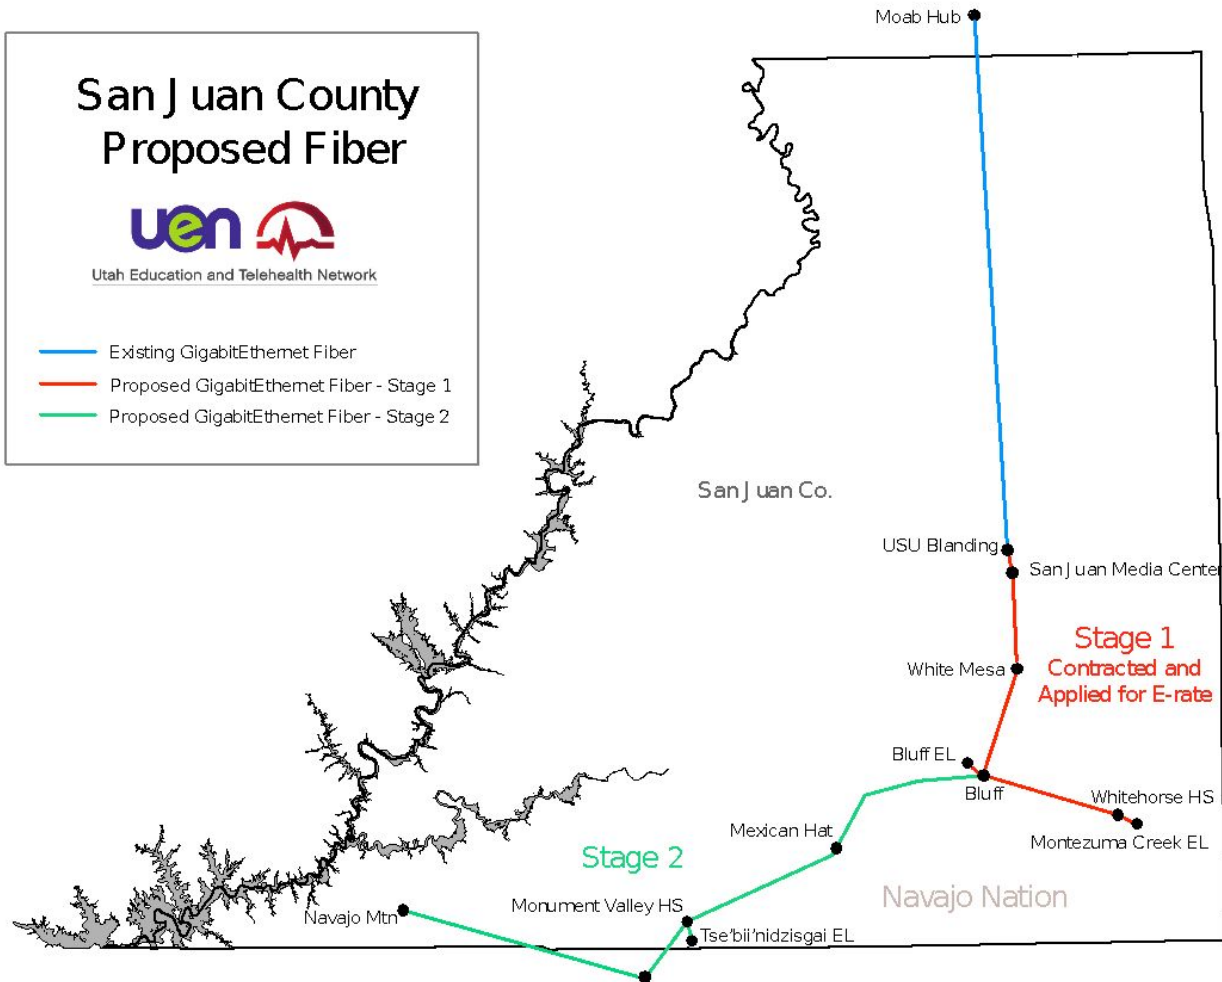 San Juan County
Proposed Fiber
uen
Utah Education and Telehealth Network
Existing GigabitEthernet Fiber
Proposed GigabitEthernet Fiber - Stage 1
Proposed GigabitEthernet Fiber - Stage 2
Moab Hub
San Juan Co.
USU Blanding
San Juan Media Center
Stage 1
Contracted and
Applied for E-rate
White Mesa
Bluff EL
Bluff
Whitehorse HS
Montezuma Creek EL
Mexican Hat
Stage 2
Navajo Nation
Monument Valley HS
Navajo Mtn
Tse'bii'nidzisgai EL